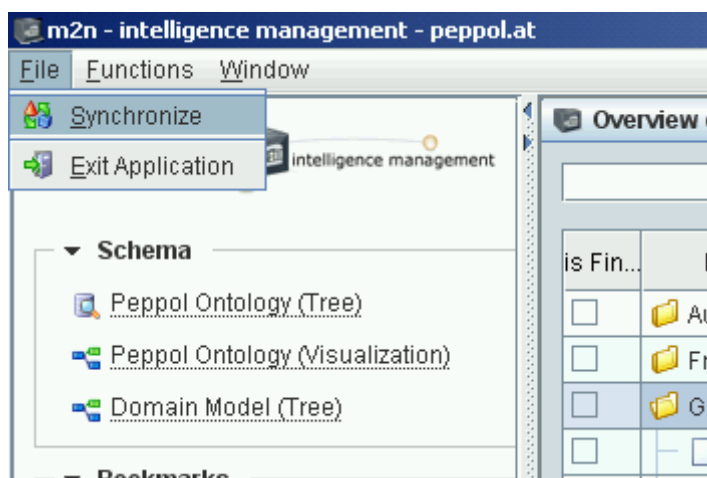 m2n - intelligence management - peppol.at
File Functions Window
Synchronize
Exit Application
intelligence management
Schema
Peppol Ontology (Tree)
Peppol Ontology (Visualization)
Domain Model (Tree)
Bookmarks
Overview
is Fin...